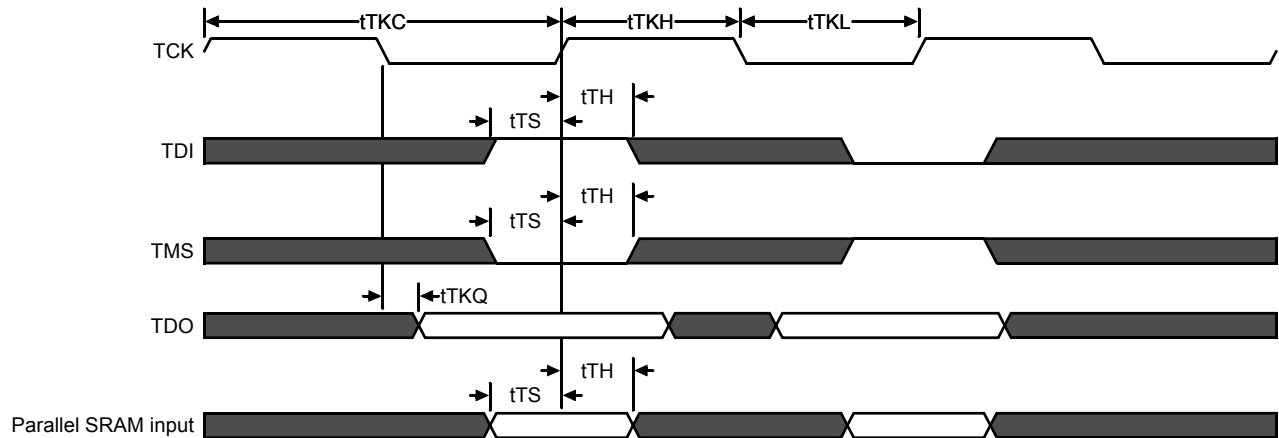 tTKC
tTKH
tTKL
TCK
tTH
tTS
TDI
tTH
tTS
TMS
tTKQ
TDO
tTH
tTS
Parallel SRAM input